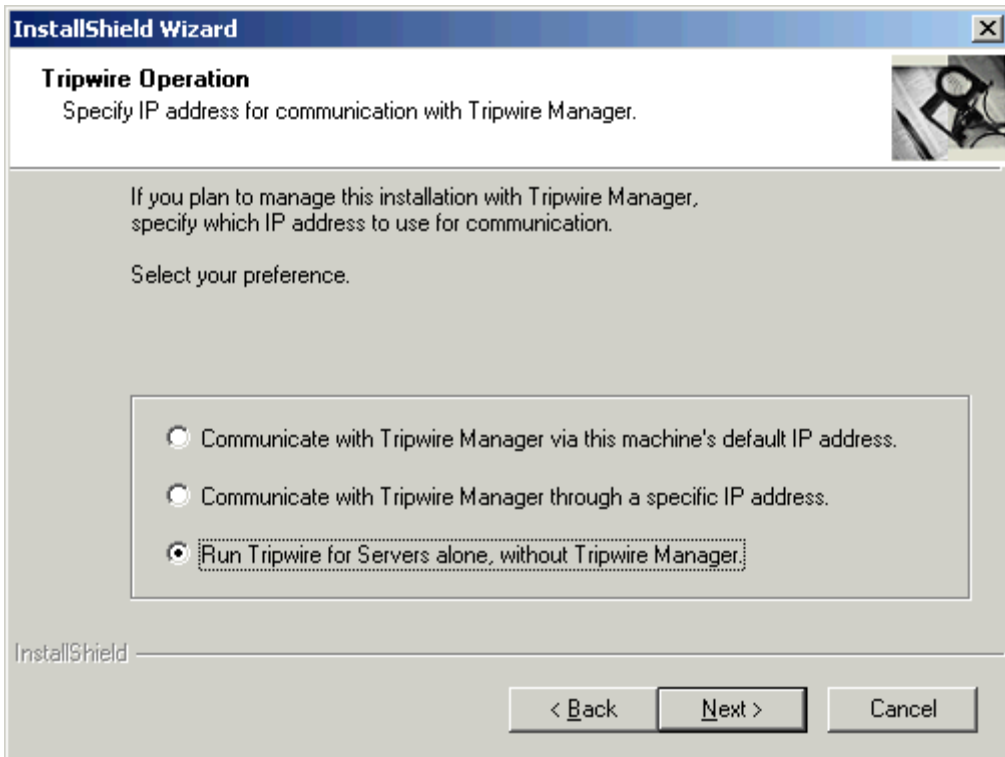 InstallShield Wizard
Tripwire Operation
Specify IP address for communication with Tripwire Manager.
If you plan to manage this installation with Tripwire Manager,
specify which IP address to use for communication.
Select your preference.
Communicate with Tripwire Manager via this machine's default IP address.
Communicate with Tripwire Manager through a specific IP address.
Run Tripwire for Servers alone, without Tripwire Manager.
InstallShield
< Back
Next >
Cancel